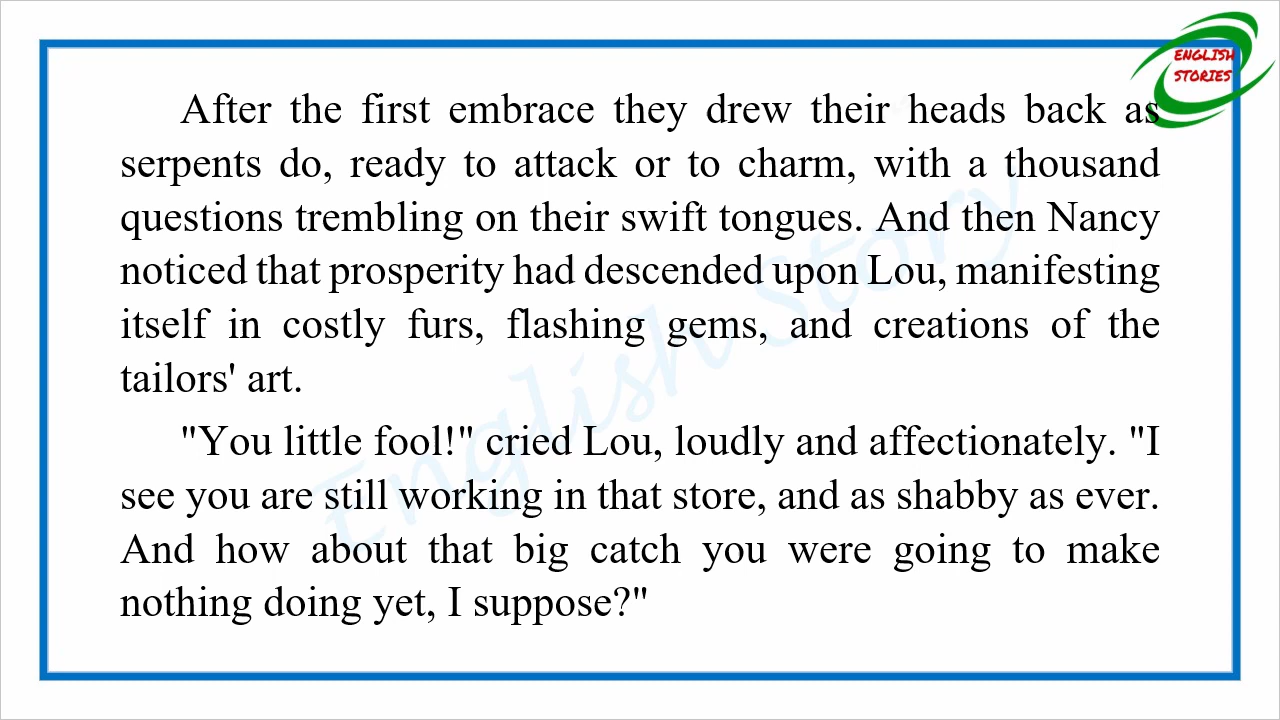 ENGLISH
STORIES
After the first embrace they drew their heads back as
serpents do, ready to attack or to charm, with a thousand
questions trembling on their swift tongues. And then Nancy
noticed that prosperity had descended upon Lou, manifesting
itself in costly furs, flashing gems, and creations of the
tailors' art.
"You little fool!" cried Lou, loudly and affectionately. "I
see you are still working in that store, and as shabby as ever.
And how about that big catch you were going to make
nothing doing yet, I suppose?"
English Story